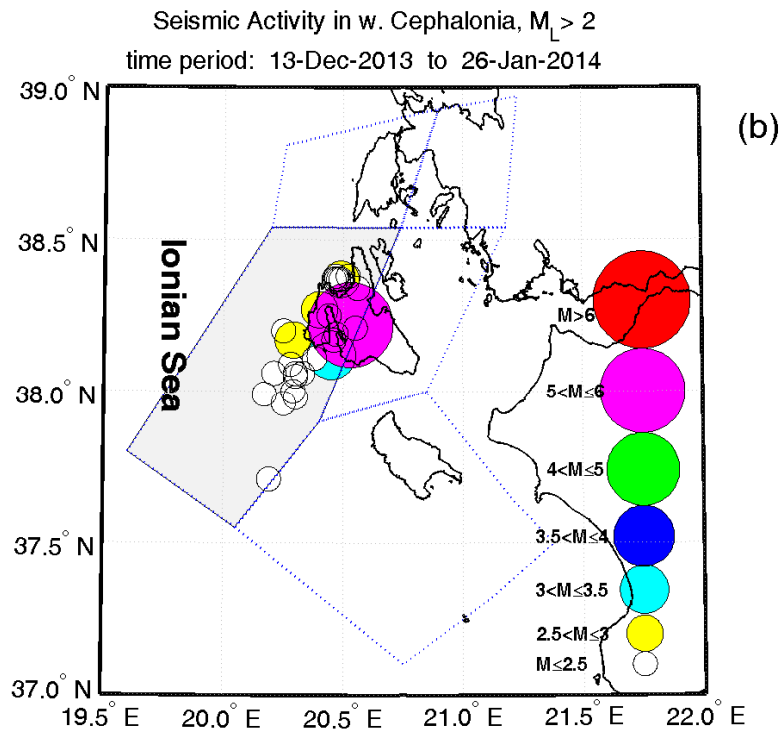 Seismic Activity in w. Cephalonia, M_L> 2
time period: 13-Dec-2013 to 26-Jan-2014
(b)
39.0° N
38.5° N
38.0° N
37.5° N
37.0° N
Ionian Sea
M>6
5<M≤6
4<M≤5
3.5<M≤4
3<M≤3.5
2.5<M≤3
M≤2.5
19.5° E
20.0° E
20.5° E
21.0° E
21.5° E
22.0° E